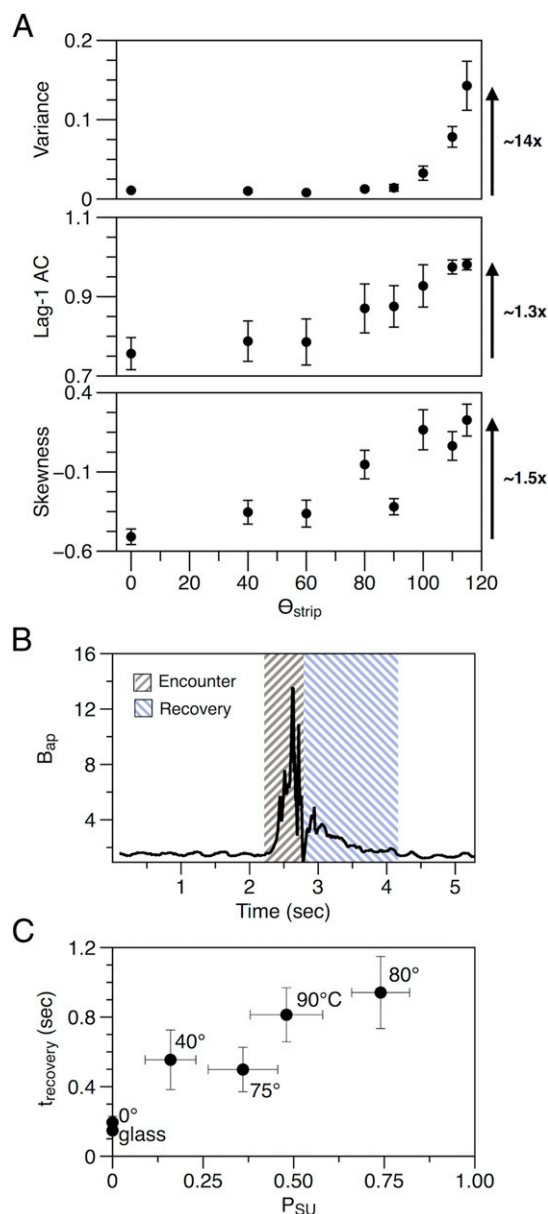 A
0.2
0.1
0
Variance
~14x
1.1
0.9
0.7
Lag-1 AC
~1.3x
0.4
−0.1
−0.6
Skewness
~1.5x
0 20 40 60 80 100 120
Θstrip
B
16
12
8
4
Bap
Encounter
Recovery
1 2 3 4 5
Time (sec)
C
1.2
0.8
0.4
0
trecovery (sec)
80°
90°C
40°
75°
0°
glass
0 0.25 0.50 0.75 1.00
PSU